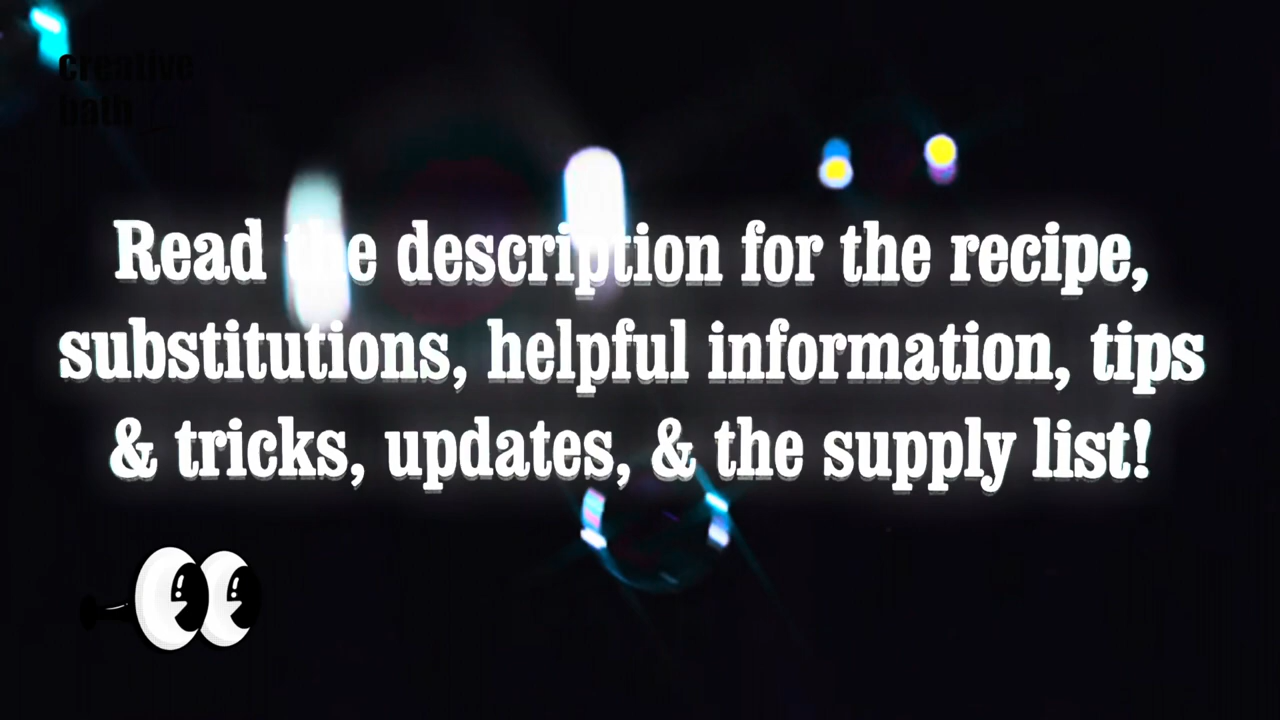 creative
bath
Read the description for the recipe,
substitutions, helpful information, tips
& tricks, updates, & the supply list!